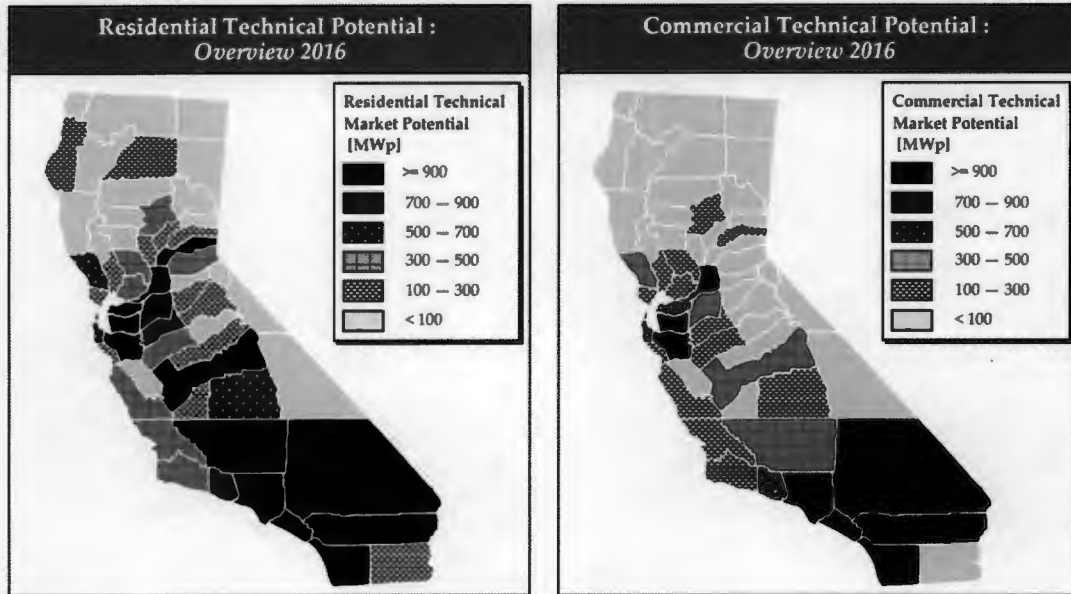 Residential Technical Potential :
Overview 2016
Residential Technical
Market Potential
[MWp]
>= 900
700 — 900
500 — 700
300 — 500
100 — 300
< 100
Commercial Technical Potential :
Overview 2016
Commercial Technical
Market Potential
[MWp]
>= 900
700 — 900
500 — 700
300 — 500
100 — 300
< 100